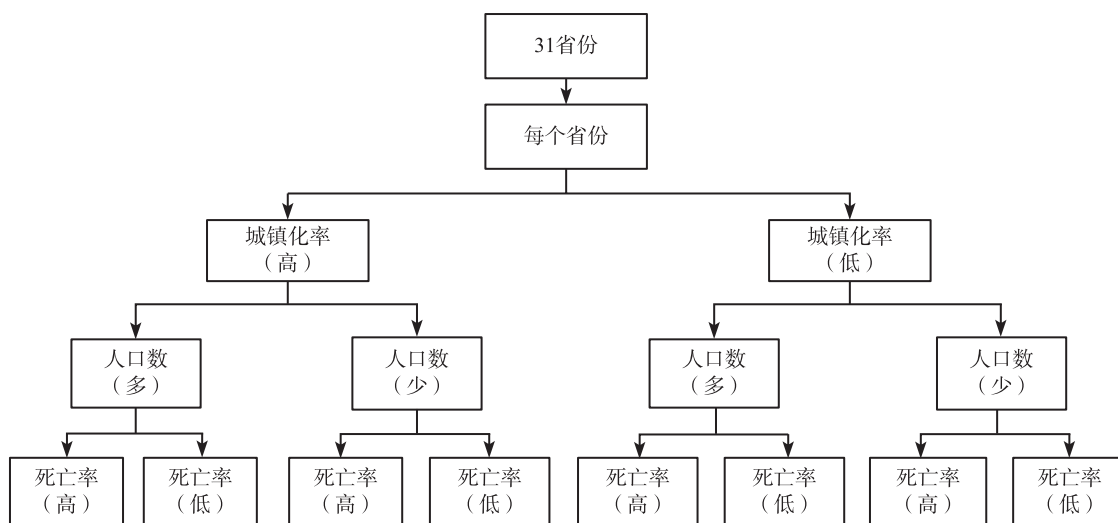 31省份
每个省份
城镇化率
（高）
城镇化率
（低）
人口数
（多）
人口数
（少）
人口数
（多）
人口数
（少）
死亡率
（高）
死亡率
（低）
死亡率
（高）
死亡率
（低）
死亡率
（高）
死亡率
（低）
死亡率
（高）
死亡率
（低）